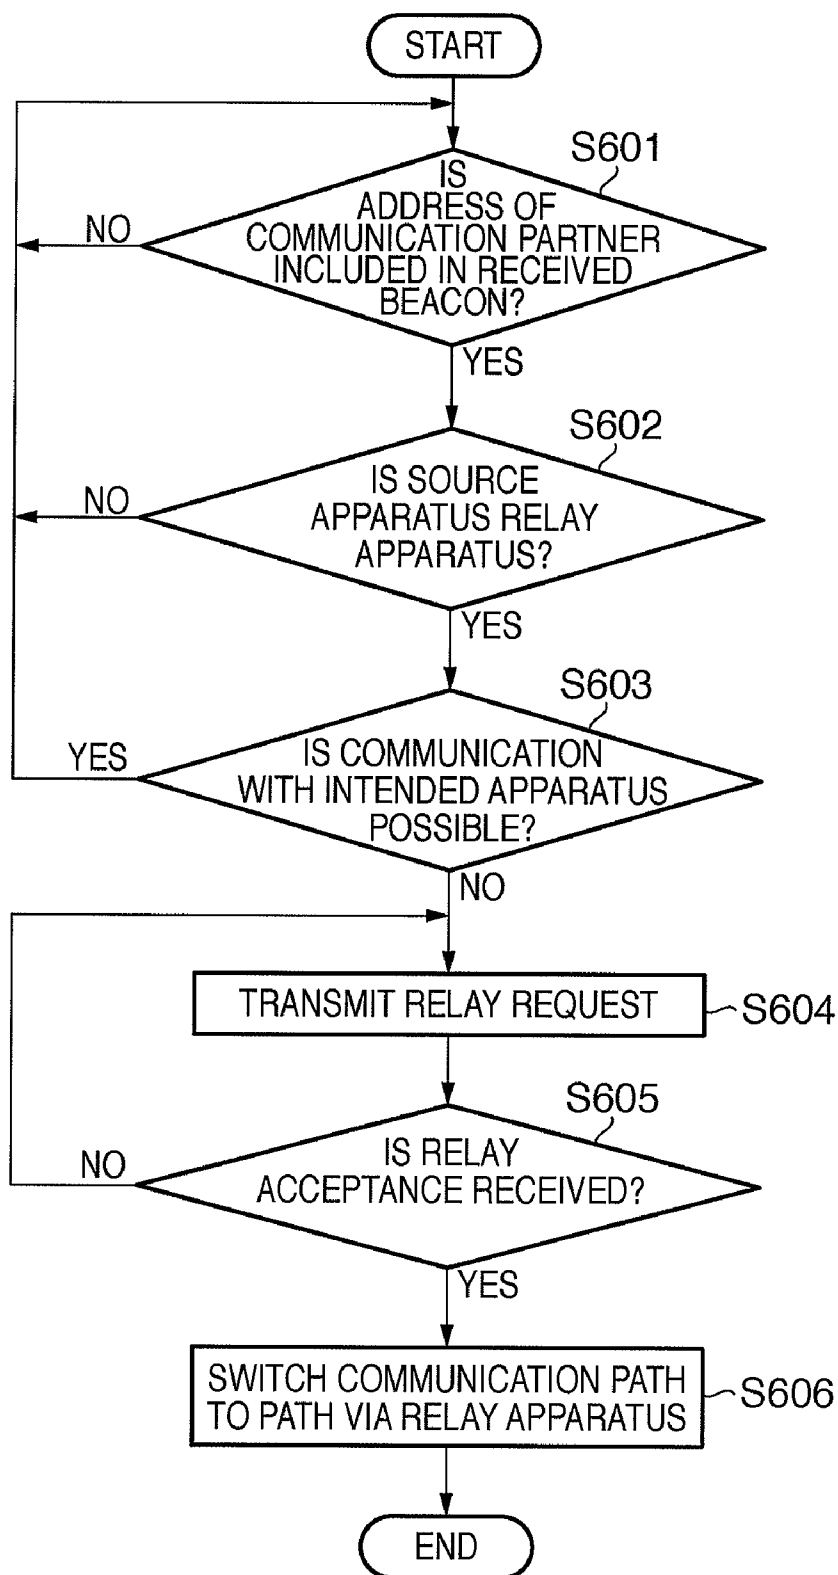 START
S601
IS
ADDRESS OF
COMMUNICATION PARTNER
INCLUDED IN RECEIVED
BEACON?
NO
YES
S602
IS SOURCE
APPARATUS RELAY
APPARATUS?
NO
YES
S603
IS COMMUNICATION
WITH INTENDED APPARATUS
POSSIBLE?
YES
NO
TRANSMIT RELAY REQUEST
S604
S605
IS RELAY
ACCEPTANCE RECEIVED?
NO
YES
SWITCH COMMUNICATION PATH
TO PATH VIA RELAY APPARATUS
S606
END